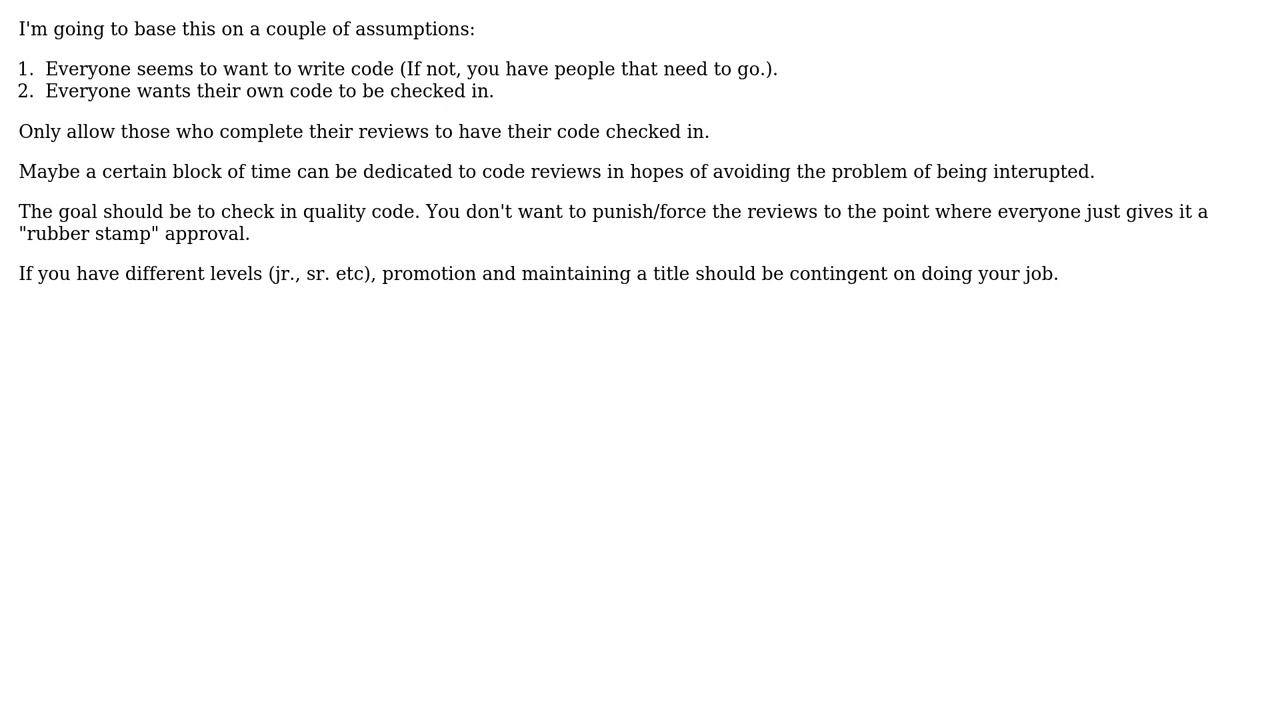 I'm going to base this on a couple of assumptions:
1. Everyone seems to want to write code (If not, you have people that need to go.).
2. Everyone wants their own code to be checked in.
Only allow those who complete their reviews to have their code checked in.
Maybe a certain block of time can be dedicated to code reviews in hopes of avoiding the problem of being interupted.
The goal should be to check in quality code. You don't want to punish/force the reviews to the point where everyone just gives it a
"rubber stamp" approval.
If you have different levels (jr., sr. etc), promotion and maintaining a title should be contingent on doing your job.